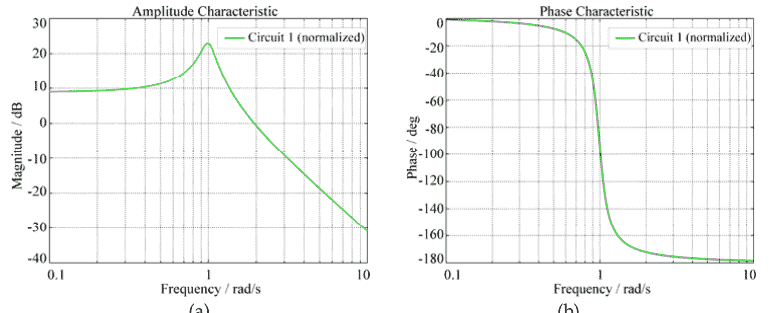 Amplitude Characteristic
30
20
10
0
-10
-20
-30
-40
Magnitude / dB
Circuit 1 (normalized)
0.1
1
10
Frequency / rad/s
(a)
Phase Characteristic
0
-20
-40
-60
-80
-100
-120
-140
-160
-180
Phase / deg
Circuit 1 (normalized)
0.1
1
10
Frequency / rad/s
(b)